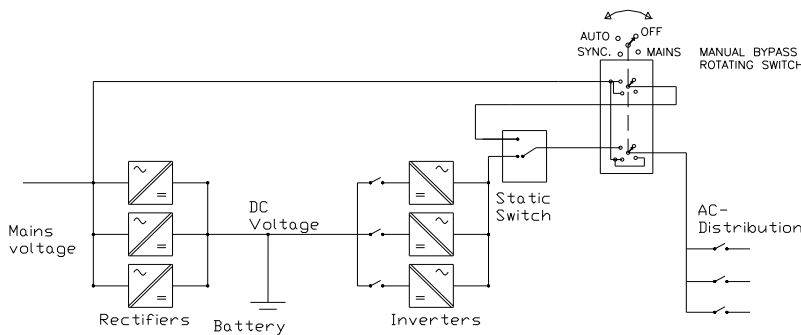 AUTO
OFF
SYNC.
MAINS
MANUAL BYPASS
ROTATING SWITCH
Static
Switch
DC
Voltage
AC-
Distribution
Mains
voltage
Rectifiers
Battery
Inverters